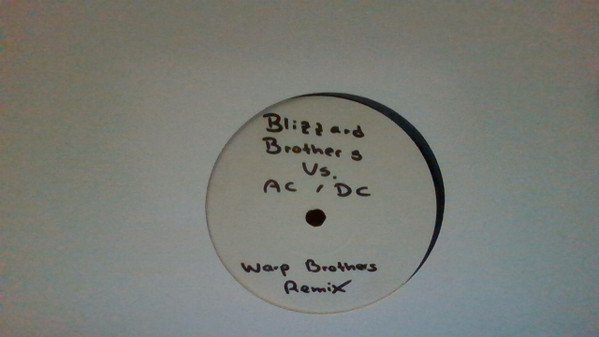 Blizzard
Brothers
Vs.
AC / DC
Warp Brothers
Remix